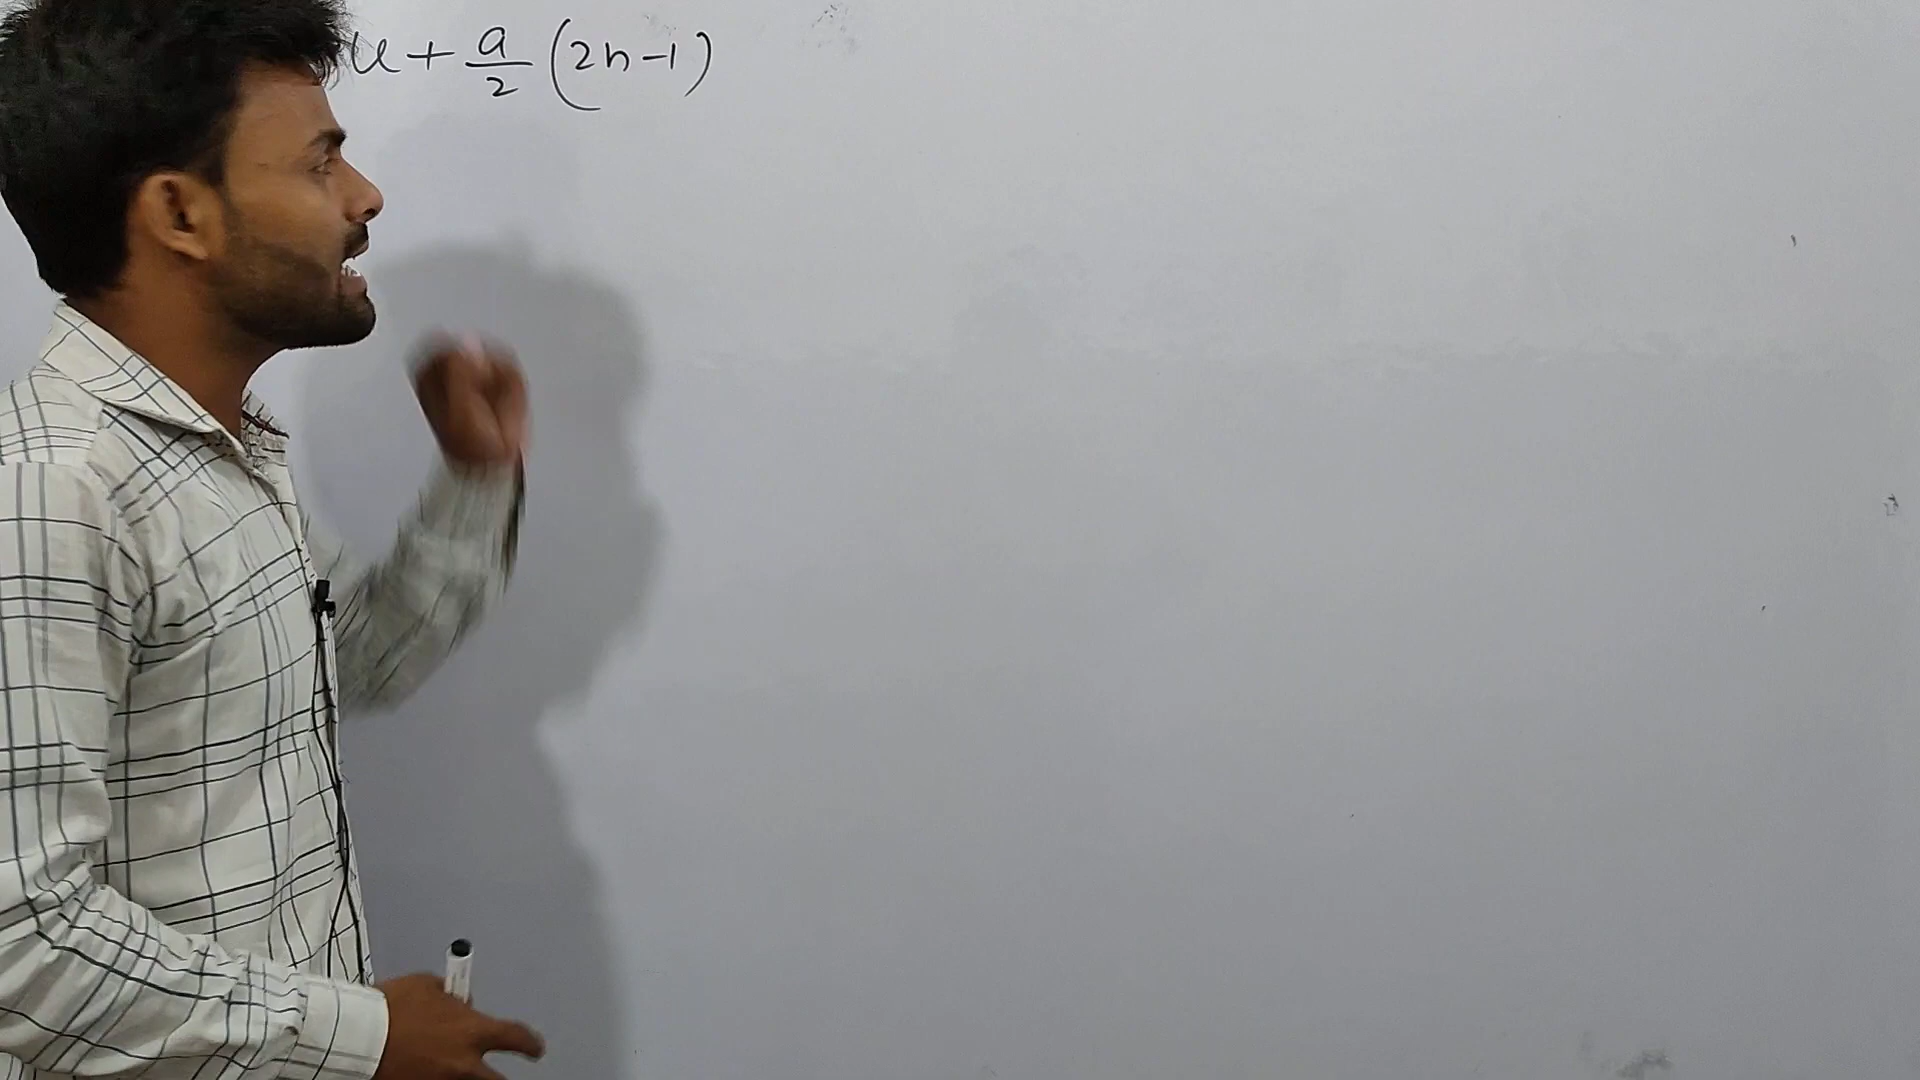 u + a/2 (2n-1)